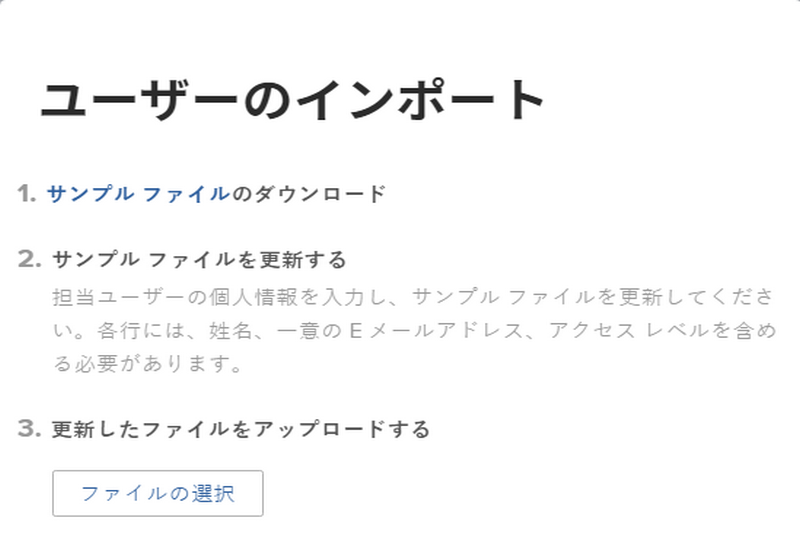 ユーザーのインポート
1. サンプル ファイルのダウンロード
2. サンプル ファイルを更新する
担当ユーザーの個人情報を入力し、サンプル ファイルを更新してくださ
い。各行には、姓名、一意の E メールアドレス、アクセス レベルを含め
る必要があります。
3. 更新したファイルをアップロードする
ファイルの選択